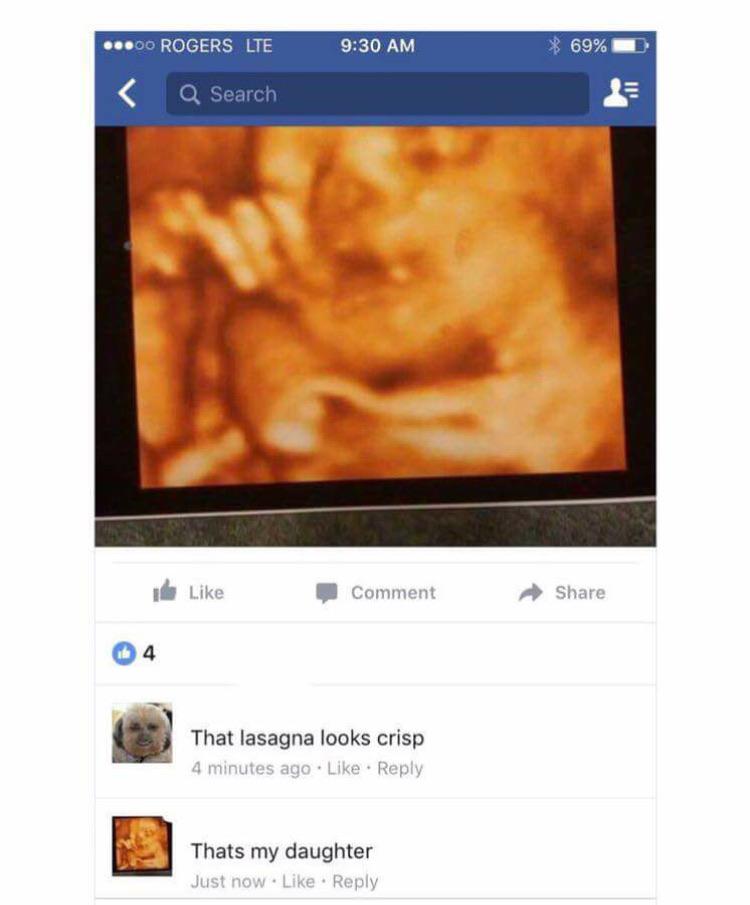 ROGERS LTE 9:30 AM 69%
Search
Like Comment Share
4
That lasagna looks crisp
4 minutes ago · Like · Reply
Thats my daughter
Just now · Like · Reply